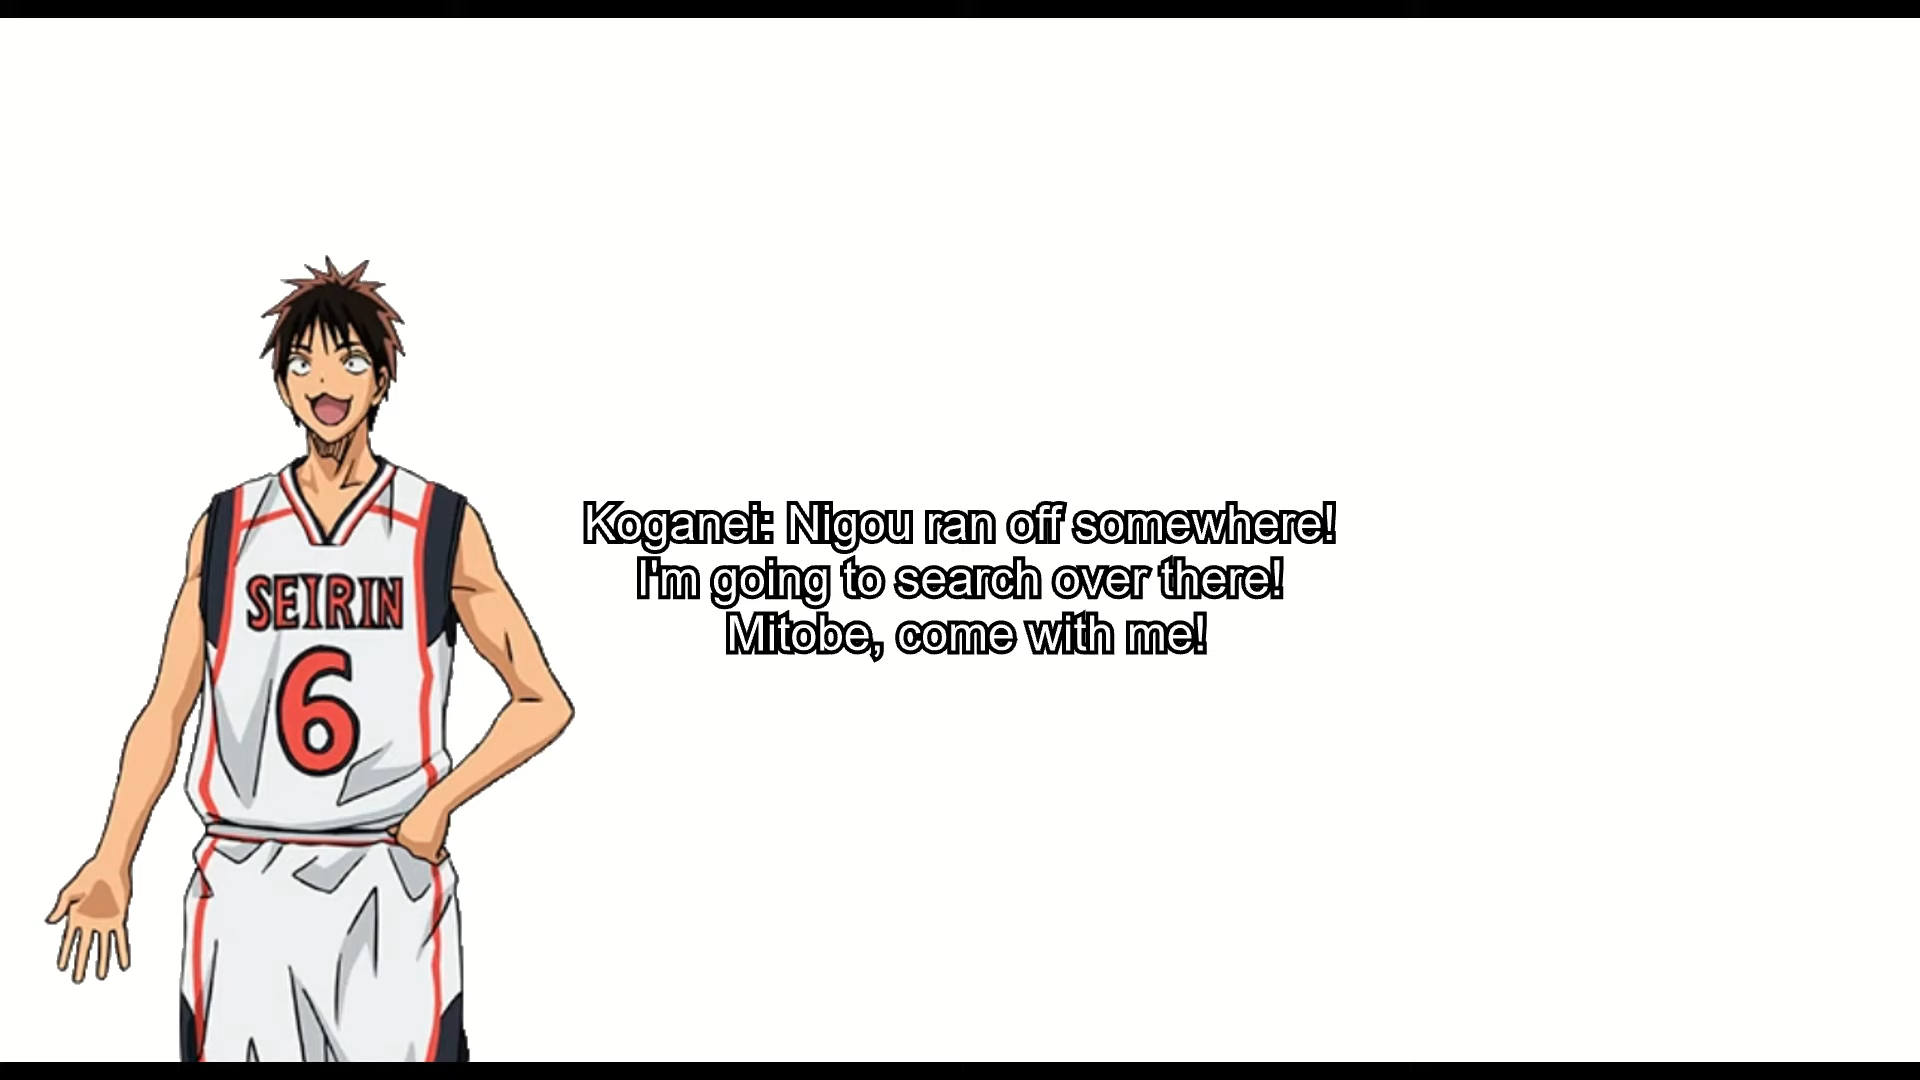 SEIRIN
6
Koganei: Nigou ran off somewhere!
I'm going to search over there!
Mitobe, come with me!